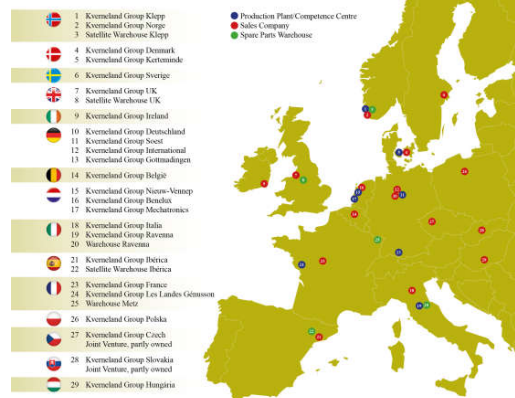 1 Kverneland Group Klepp
2 Kverneland Group Norge
3 Satellite Warehouse Klepp
4 Kverneland Group Denmark
5 Kverneland Group Kerteminde
6 Kverneland Group Sverige
7 Kverneland Group UK
8 Satellite Warehouse UK
9 Kverneland Group Ireland
10 Kverneland Group Deutschland
11 Kverneland Group Soest
12 Kverneland Group International
13 Kverneland Group Gottmadingen
14 Kverneland Group België
15 Kverneland Group Nieuw-Vennep
16 Kverneland Group Benelux
17 Kverneland Group Mechatronics
18 Kverneland Group Italia
19 Kverneland Group Ravenna
20 Warehouse Ravenna
21 Kverneland Group Ibérica
22 Satellite Warehouse Ibérica
23 Kverneland Group France
24 Kverneland Group Les Landes Génusson
25 Warehouse Metz
26 Kverneland Group Polska
27 Kverneland Group Czech
Joint Venture, partly owned
28 Kverneland Group Slovakia
Joint Venture, partly owned
29 Kverneland Group Hungária
Production Plant/Competence Centre
Sales Company
Spare Parts Warehouse